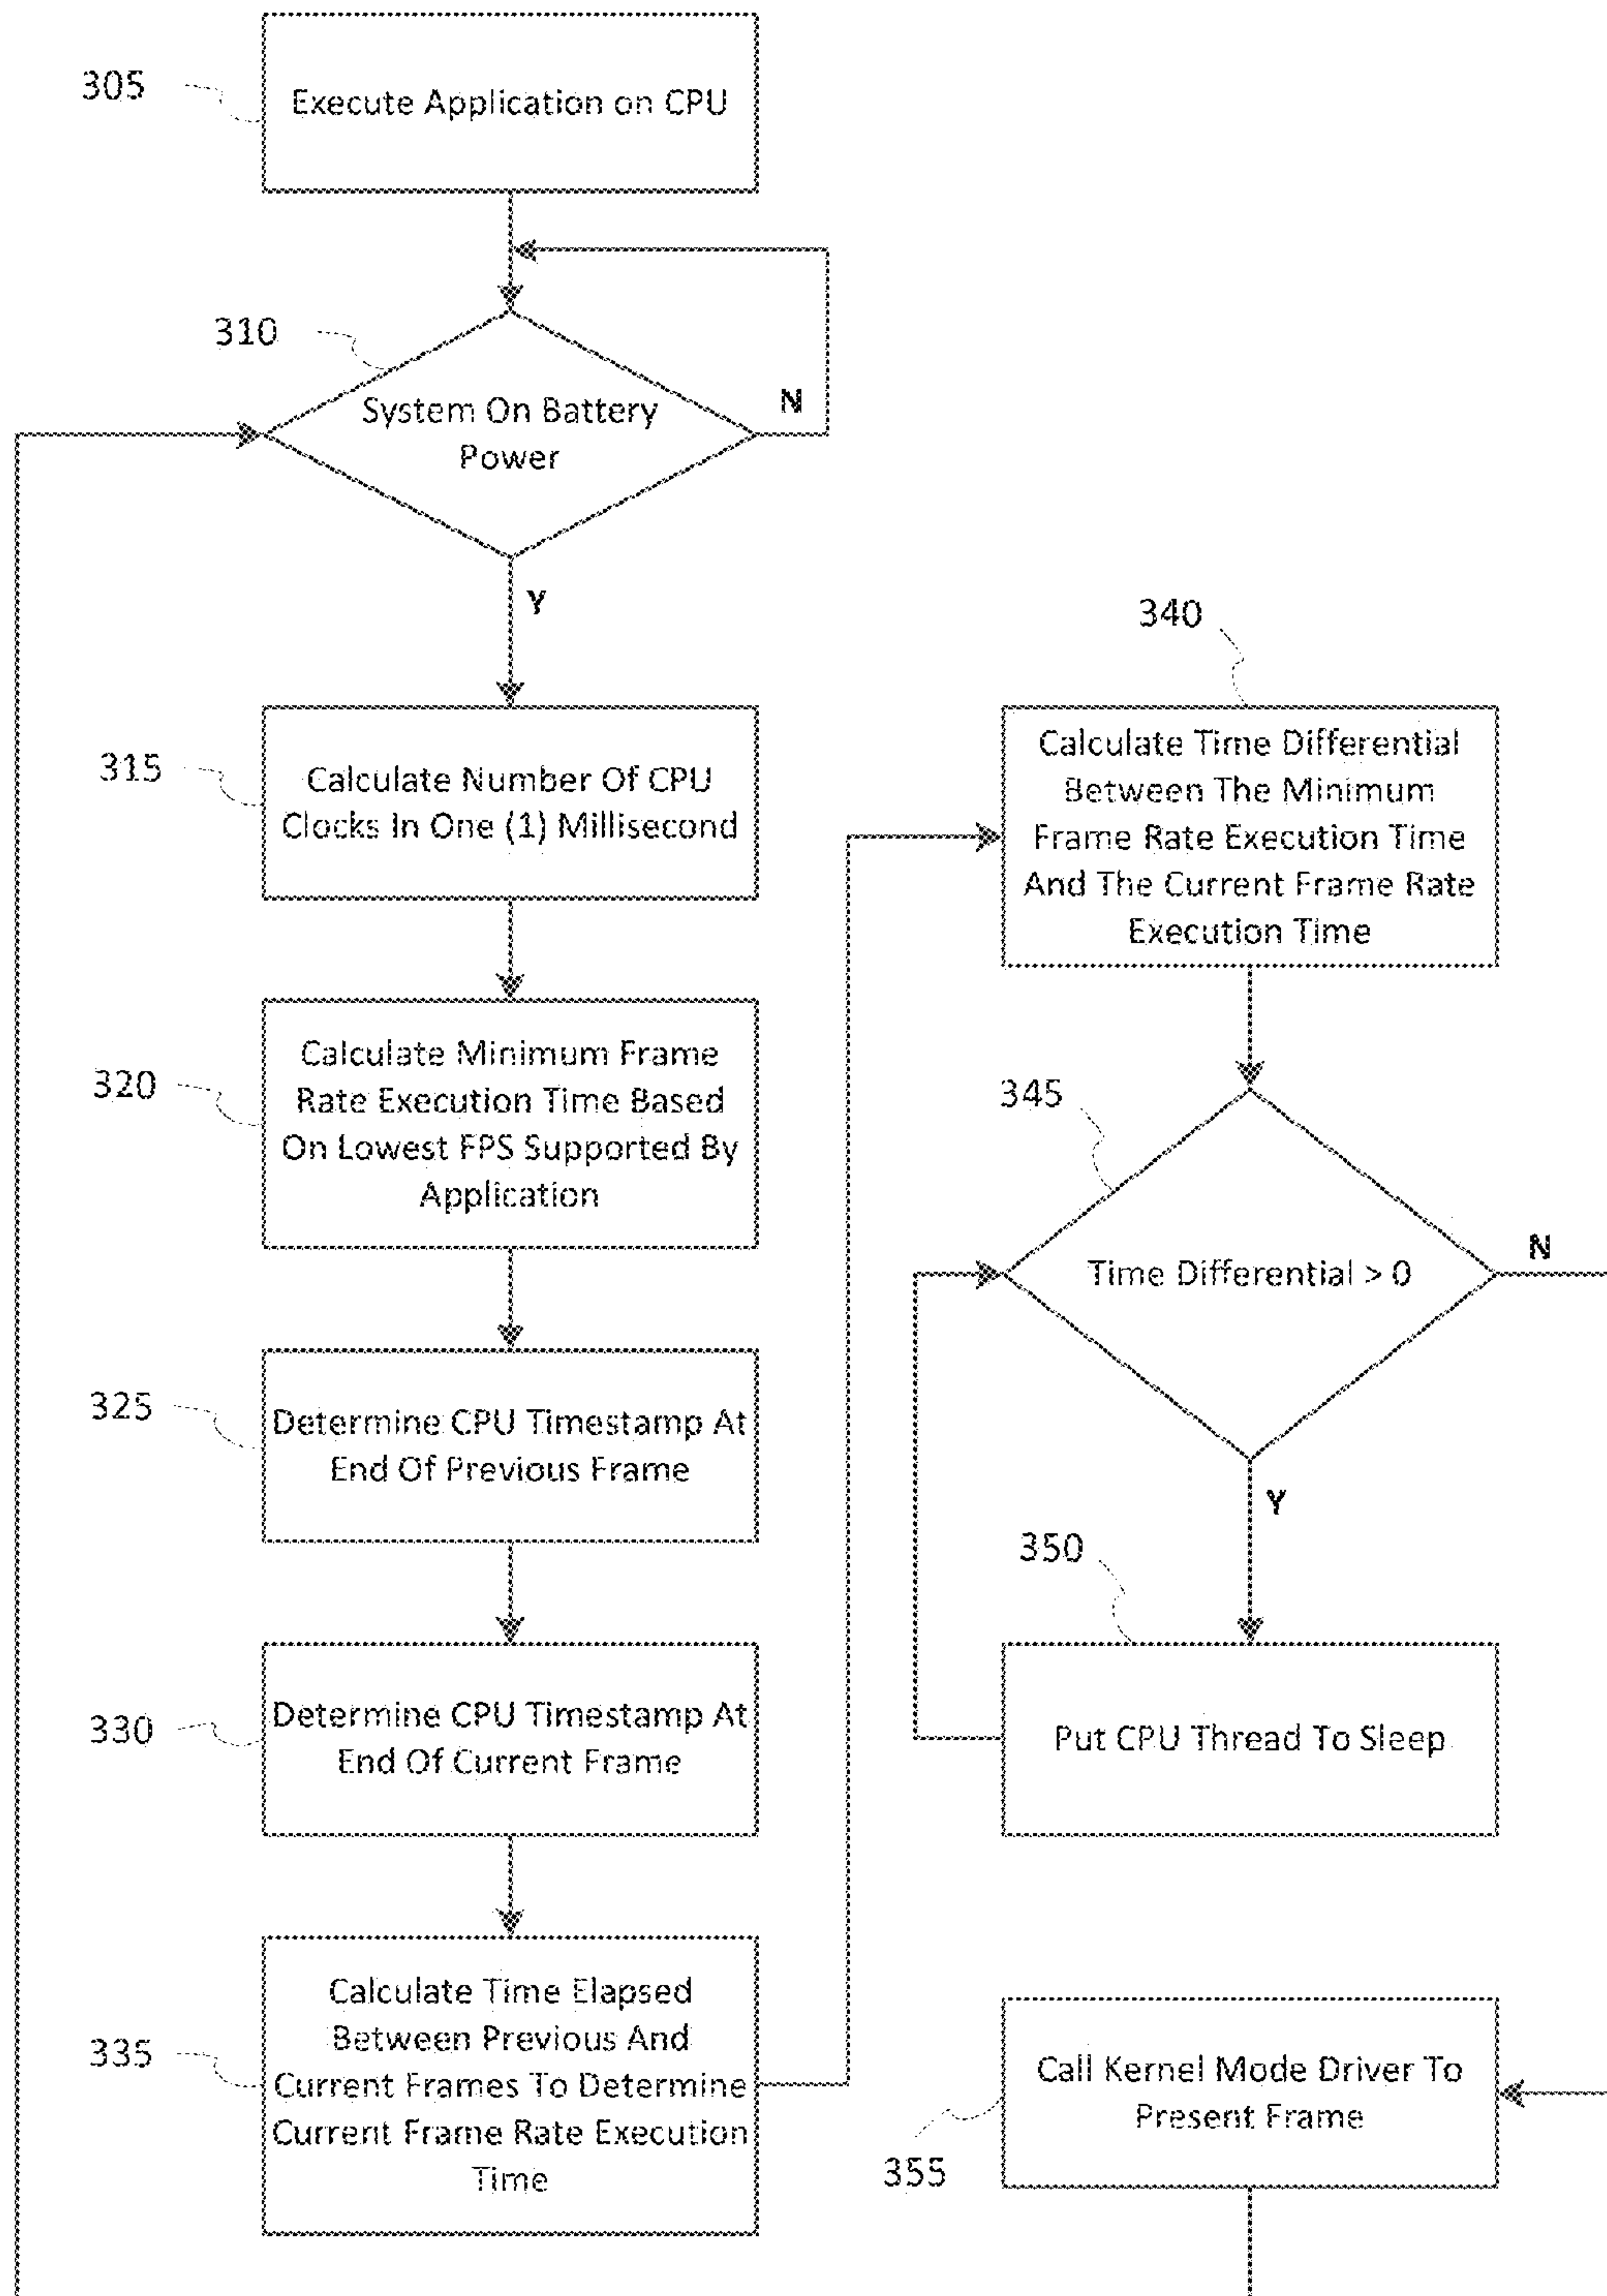 305
Execute Application on CPU
310
System On Battery
Power
N
Y
315
Calculate Number Of CPU
Clocks In One (1) Millisecond
320
Calculate Minimum Frame
Rate Execution Time Based
On Lowest FPS Supported By
Application
325
Determine CPU Timestamp At
End Of Previous Frame
330
Determine CPU Timestamp At
End Of Current Frame
335
Calculate Time Elapsed
Between Previous And
Current Frames To Determine
Current Frame Rate Execution
Time
340
Calculate Time Differential
Between The Minimum
Frame Rate Execution Time
And The Current Frame Rate
Execution Time
345
Time Differential > 0
N
Y
350
Put CPU Thread To Sleep
Call Kernel Mode Driver To
Present Frame
355